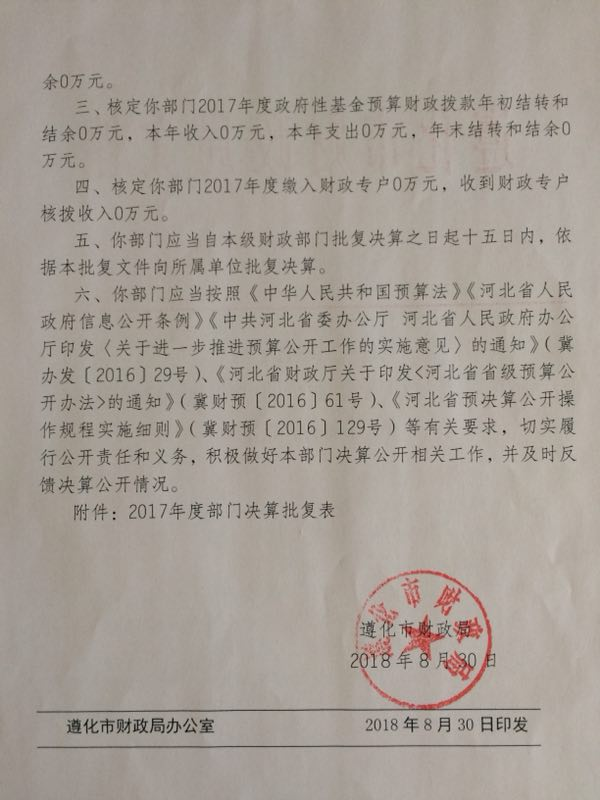 余0万元。
三、核定你部门2017年度政府性基金预算财政拨款年初结转和
结余0万元，本年收入0万元，本年支出0万元，年末结转和结余0
万元。
四、核定你部门2017年度缴入财政专户0万元，收到财政专户
核拨收入0万元。
五、你部门应当自本级财政部门批复决算之日起十五日内，依
据本批复文件向所属单位批复决算。
六、你部门应当按照《中华人民共和国预算法》《河北省人民
政府信息公开条例》《中共河北省委办公厅 河北省人民政府办公
厅印发〈关于进一步推进预算公开工作的实施意见〉的通知》（冀
办发〔2016〕29号）、《河北省财政厅关于印发<河北省省级预算公
开办法>的通知》（冀财预〔2016〕61号）、《河北省预决算公开操
作规程实施细则》（冀财预〔2016〕129号）等有关要求，切实履
行公开责任和义务，积极做好本部门决算公开相关工作，并及时反
馈决算公开情况。
附件：2017年度部门决算批复表
遵化市财政局
遵化市财政局
2018年8月30日
遵化市财政局办公室 2018年8月30日印发